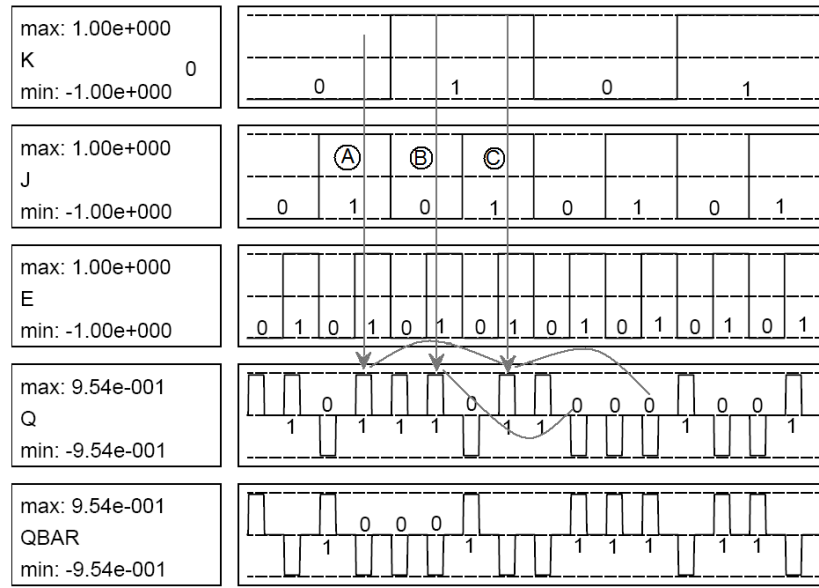 max: 1.00e+000
K 0
min: -1.00e+000
0 1 0 1
max: 1.00e+000
J
min: -1.00e+000
A B C
0 1 0 1 0 1 0 1
max: 1.00e+000
E
min: -1.00e+000
0 1 0 1 0 1 0 1 0 1 0 1 0 1 0 1
max: 9.54e-001
Q
min: -9.54e-001
0 0 0 0 0 0 0
1 1 1 1 1 1 1 1
max: 9.54e-001
QBAR
min: -9.54e-001
0 0 0
1 1 1 1 1 1 1